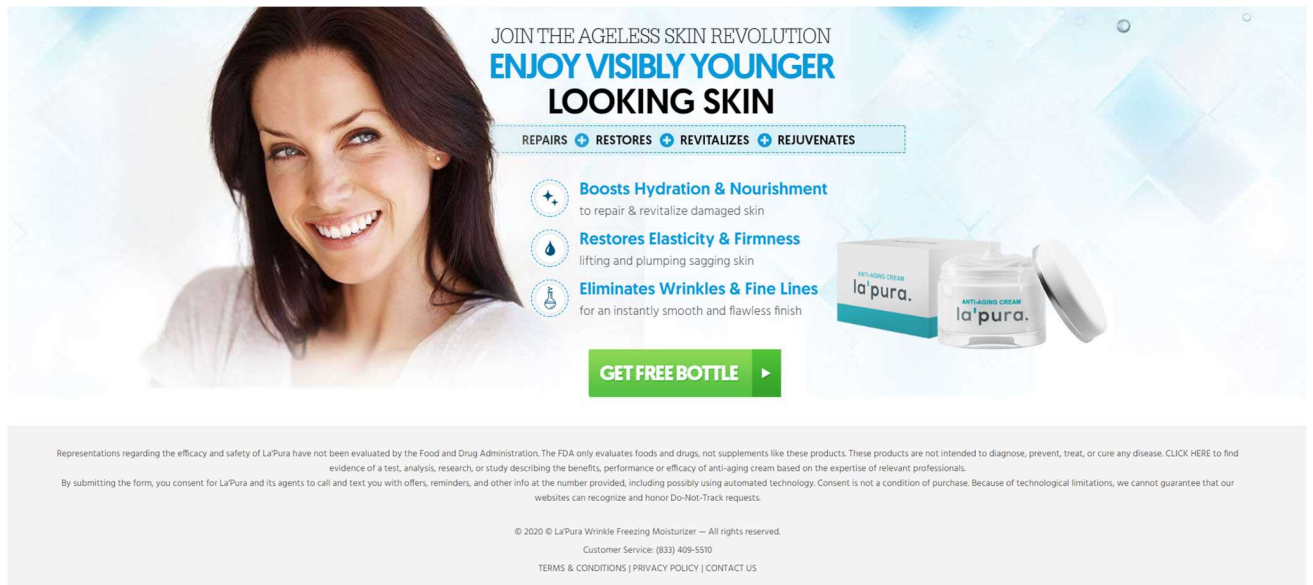 JOIN THE AGELESS SKIN REVOLUTION
ENJOY VISIBLY YOUNGER
LOOKING SKIN
REPAIRS RESTORES REVITALIZES REJUVENATES
Boosts Hydration & Nourishment
to repair & revitalize damaged skin
Restores Elasticity & Firmness
lifting and plumping sagging skin
Eliminates Wrinkles & Fine Lines
for an instantly smooth and flawless finish
ANTI-AGING CREAM
la'pura.
ANTI-AGING CREAM
la'pura.
GET FREE BOTTLE
Representations regarding the efficacy and safety of La'Pura have not been evaluated by the Food and Drug Administration. The FDA only evaluates foods and drugs, not supplements like these products. These products are not intended to diagnose, prevent, treat, or cure any disease. CLICK HERE to find
evidence of a test, analysis, research, or study describing the benefits, performance or efficacy of anti-aging cream based on the expertise of relevant professionals.
By submitting the form, you consent for La'Pura and its agents to call and text you with offers, reminders, and other info at the number provided, including possibly using automated technology. Consent is not a condition of purchase. Because of technological limitations, we cannot guarantee that our
websites can recognize and honor Do-Not-Track requests.
© 2020 © La'Pura Wrinkle Freezing Moisturizer — All rights reserved.
Customer Service: (833) 409-5510
TERMS & CONDITIONS | PRIVACY POLICY | CONTACT US